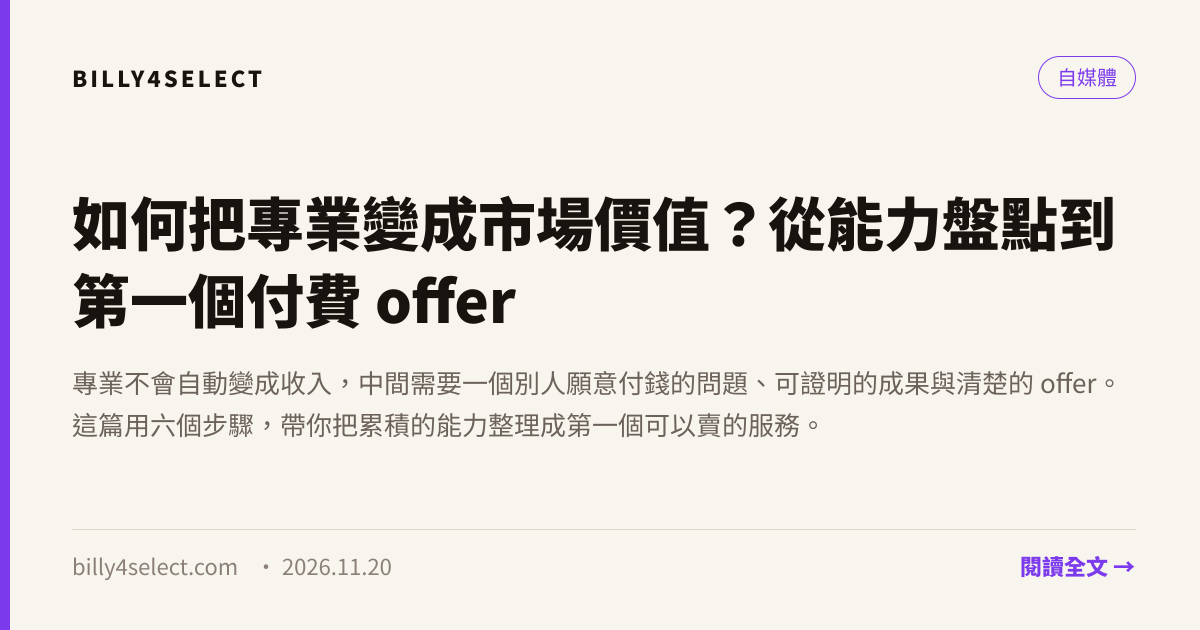 BILLY4SELECT
自媒體
如何把專業變成市場價值？從能力盤點到
第一個付費 offer
專業不會自動變成收入，中間需要一個別人願意付錢的問題、可證明的成果與清楚的 offer。
這篇用六個步驟，帶你把累積的能力整理成第一個可以賣的服務。
billy4select.com ・ 2026.11.20
閱讀全文 →